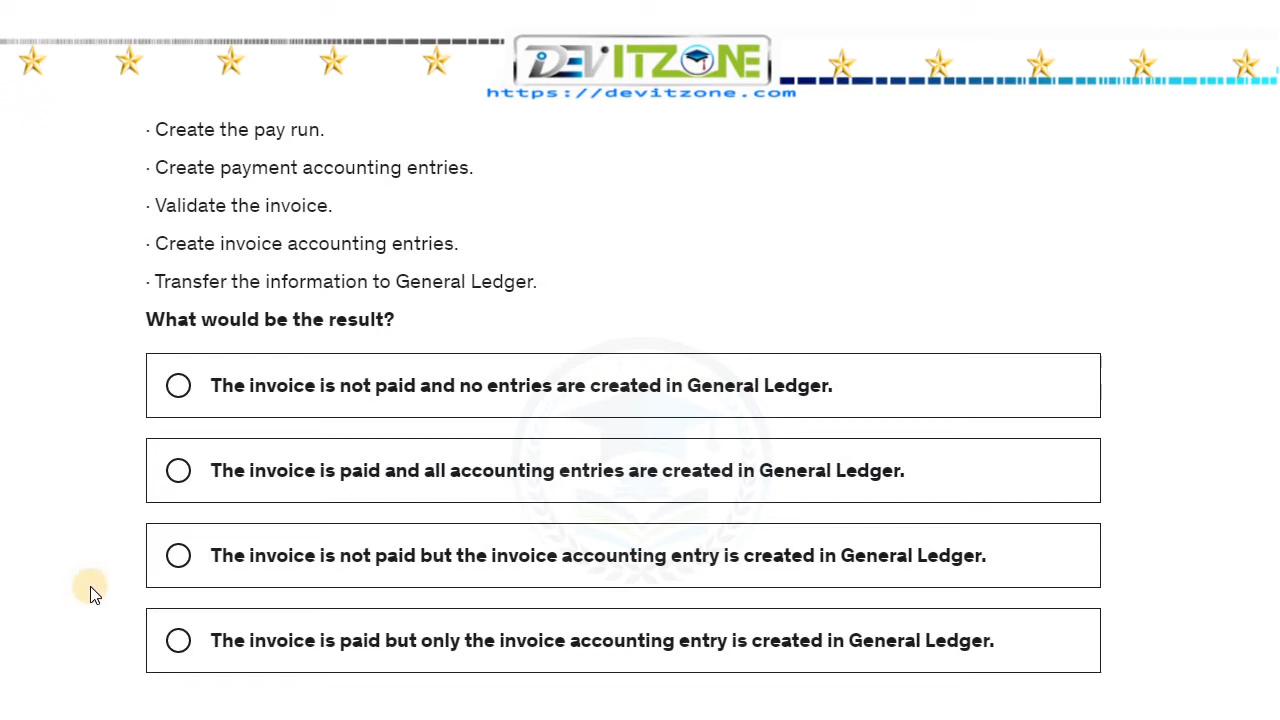 DEVITZONE
https://devitzone.com
· Create the pay run.
· Create payment accounting entries.
· Validate the invoice.
· Create invoice accounting entries.
· Transfer the information to General Ledger.
What would be the result?
The invoice is not paid and no entries are created in General Ledger.
The invoice is paid and all accounting entries are created in General Ledger.
The invoice is not paid but the invoice accounting entry is created in General Ledger.
The invoice is paid but only the invoice accounting entry is created in General Ledger.